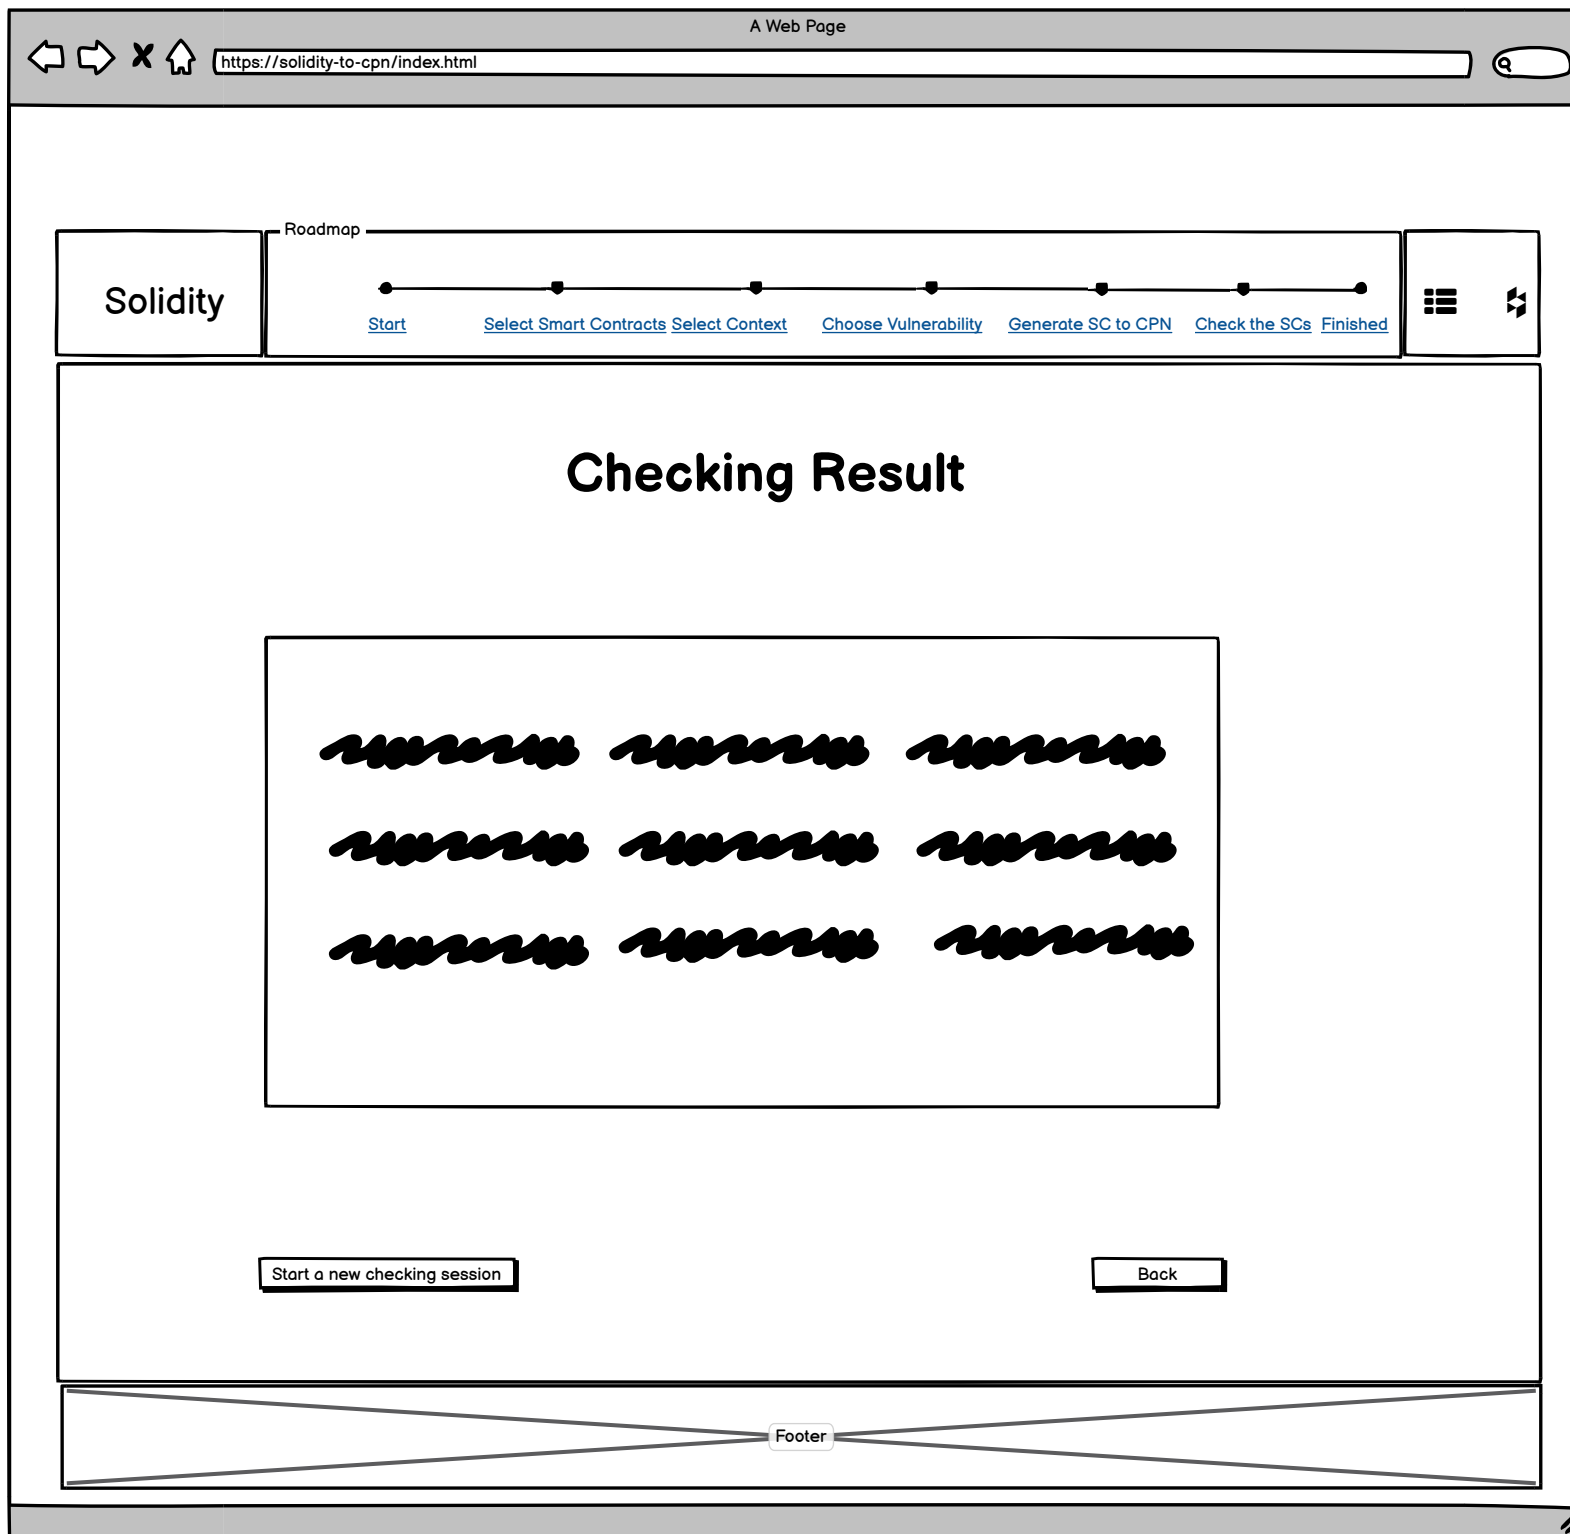 A Web Page
https://solidity-to-cpn/index.html
Roadmap
Solidity
Start Select Smart Contracts Select Context Choose Vulnerability Generate SC to CPN Check the SCs Finished
Checking Result
Start a new checking session
Back
Footer